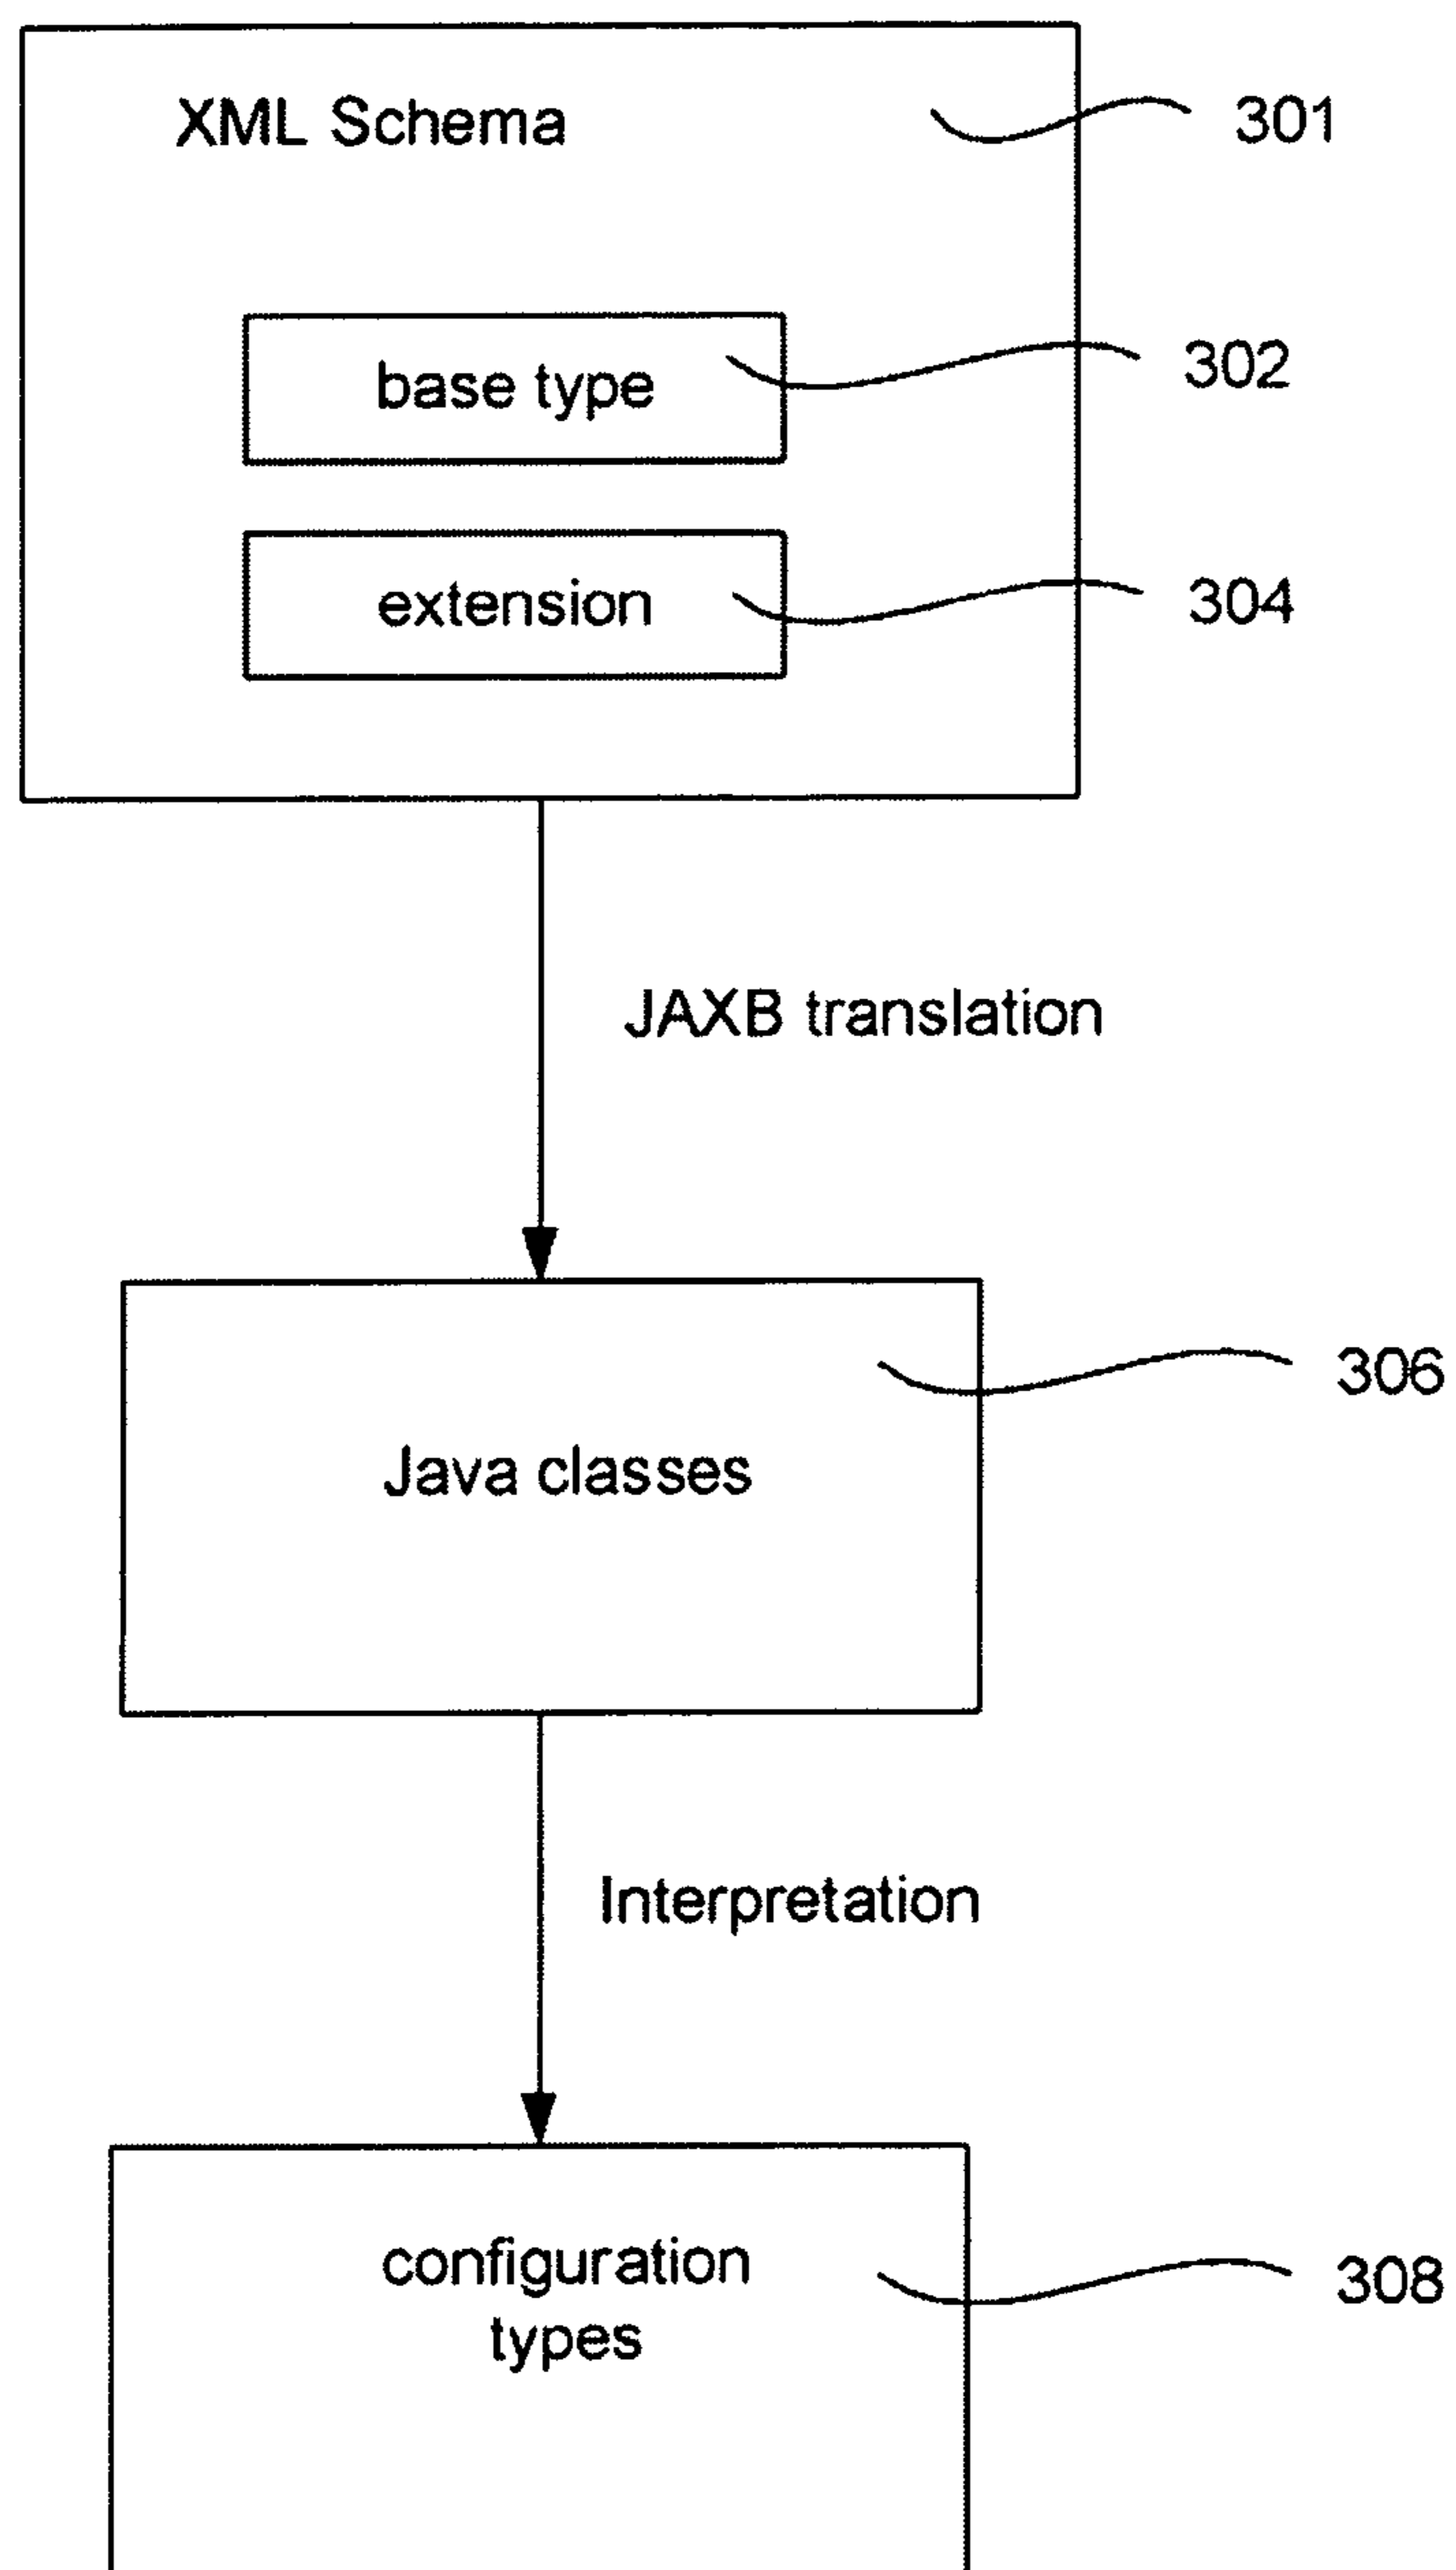 XML Schema
301
base type
302
extension
304
JAXB translation
306
Java classes
Interpretation
configuration
types
308